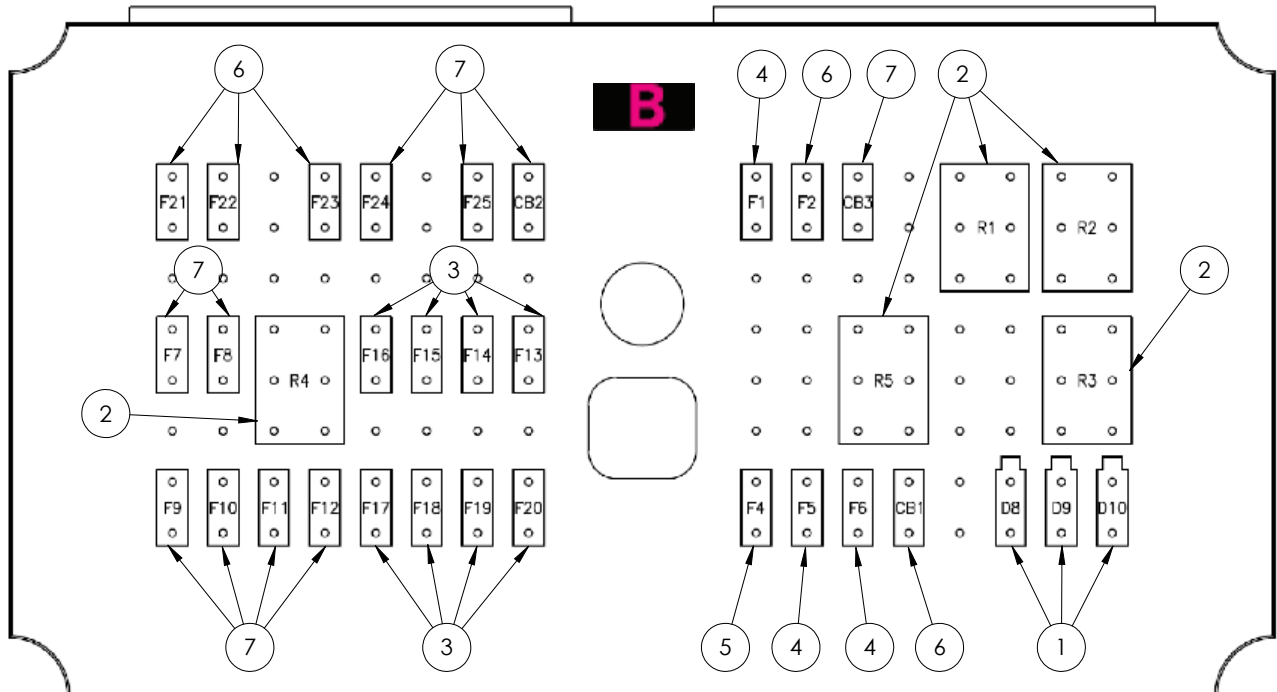 6 7 4 6 7 2
B
F21 F22 F23 F24 F25 CB2 F1 F2 CB3 R1 R2
7 3 2
F7 F8 R4 F16 F15 F14 F13 R5 R3
2
F9 F10 F11 F12 F17 F18 F19 F20 F4 F5 F6 CB1 D8 D9 D10
7 3 5 4 4 6 1